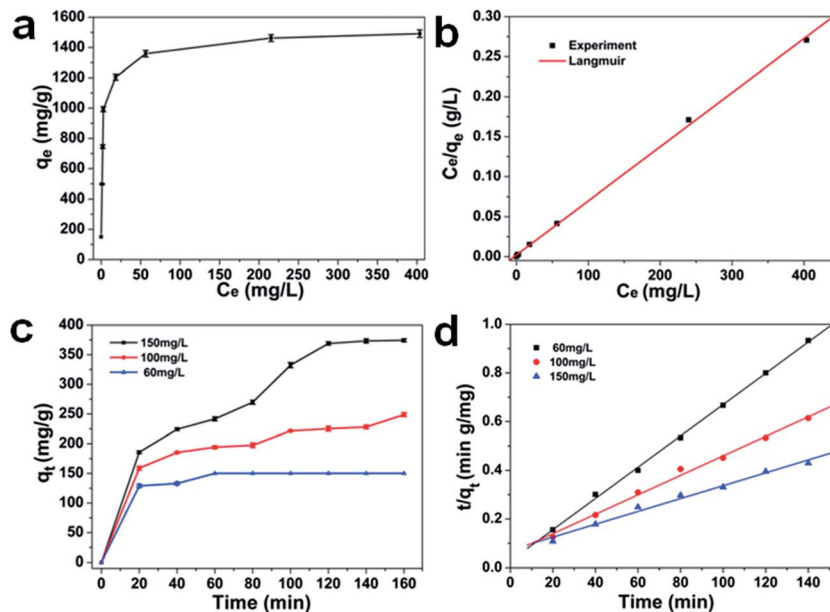 a
qe (mg/g)
1600
1400
1200
1000
800
600
400
200
0
0 50 100 150 200 250 300 350 400
Ce (mg/L)
b
Ce/qe (g/L)
0.30
0.25
0.20
0.15
0.10
0.05
0.00
Experiment
Langmuir
0 100 200 300 400
Ce (mg/L)
c
qt (mg/g)
400
350
300
250
200
150
100
50
0
150mg/L
100mg/L
60mg/L
0 20 40 60 80 100 120 140 160
Time (min)
d
t/qt (min g/mg)
1.0
0.8
0.6
0.4
0.2
0.0
60mg/L
100mg/L
150mg/L
0 20 40 60 80 100 120 140
Time (min)